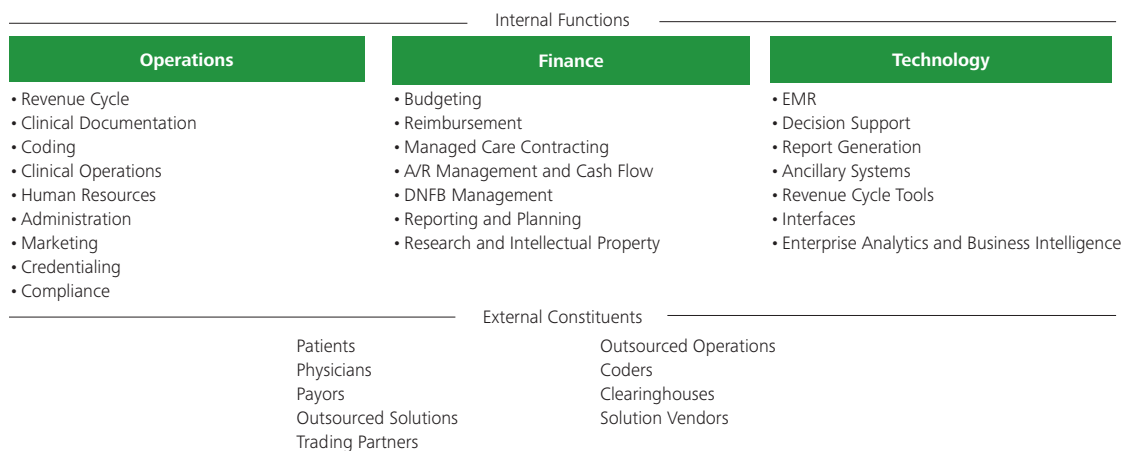 Internal Functions
Operations
• Revenue Cycle
• Clinical Documentation
• Coding
• Clinical Operations
• Human Resources
• Administration
• Marketing
• Credentialing
• Compliance
Finance
• Budgeting
• Reimbursement
• Managed Care Contracting
• A/R Management and Cash Flow
• DNFB Management
• Reporting and Planning
• Research and Intellectual Property
Technology
• EMR
• Decision Support
• Report Generation
• Ancillary Systems
• Revenue Cycle Tools
• Interfaces
• Enterprise Analytics and Business Intelligence
External Constituents
Patients
Physicians
Payors
Outsourced Solutions
Trading Partners
Outsourced Operations
Coders
Clearinghouses
Solution Vendors